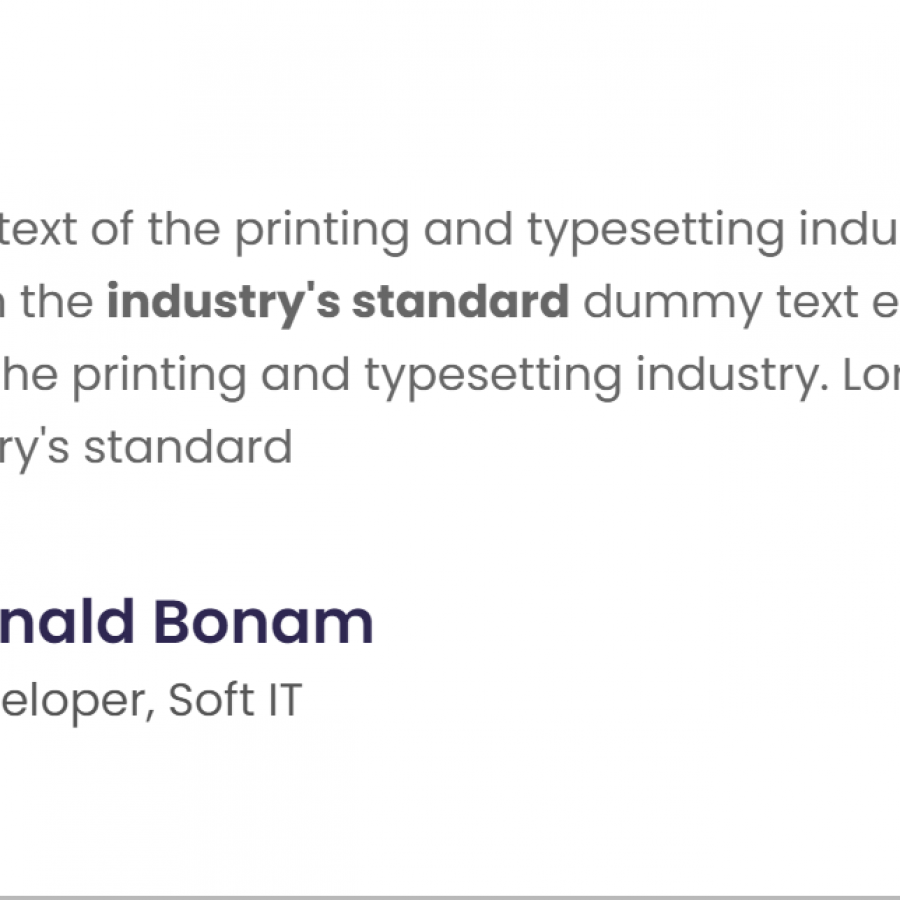 text of the printing and typesetting indu
the industry's standard dummy text e
he printing and typesetting industry. Lor
ry's standard
nald Bonam
eloper, Soft IT